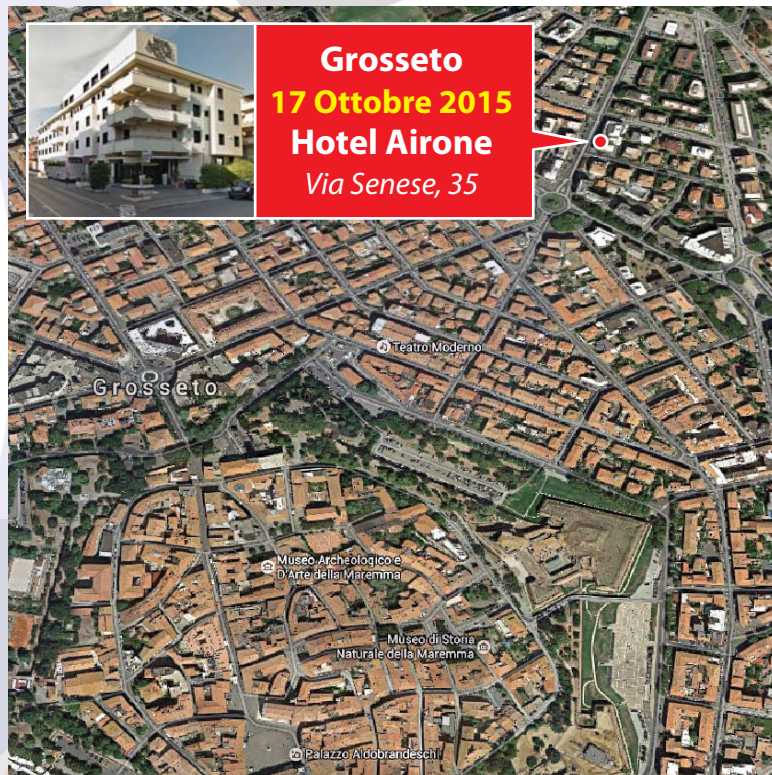 Grosseto
17 Ottobre 2015
Hotel Airone
Via Senese, 35
Teatro Moderno
Grosseto
Museo Archeologico e
D'Arte della Maremma
Museo di Storia
Naturale della Maremma
Palazzo Aldobrandeschi